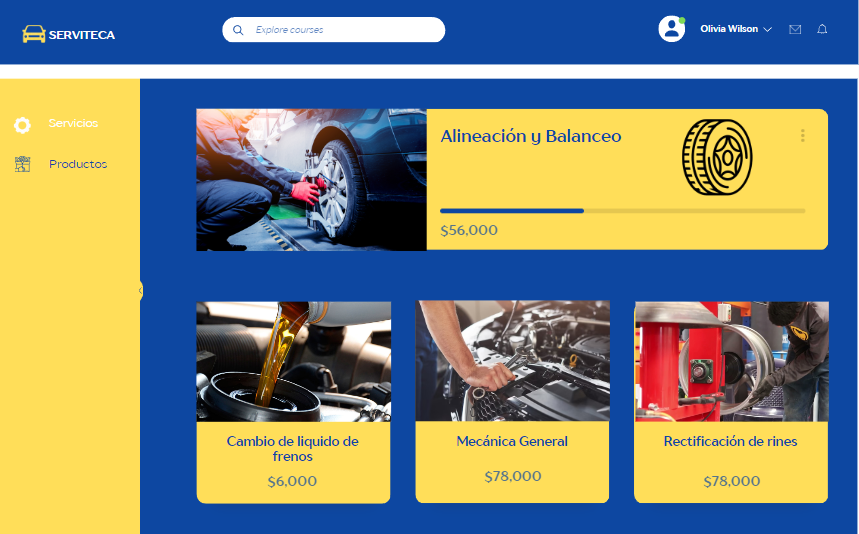 SERVITECA
Explore courses
Olivia Wilson
Servicios
Productos
Alineación y Balanceo
$56,000
Cambio de liquido de
frenos
$6,000
Mecánica General
$78,000
Rectificación de rines
$78,000